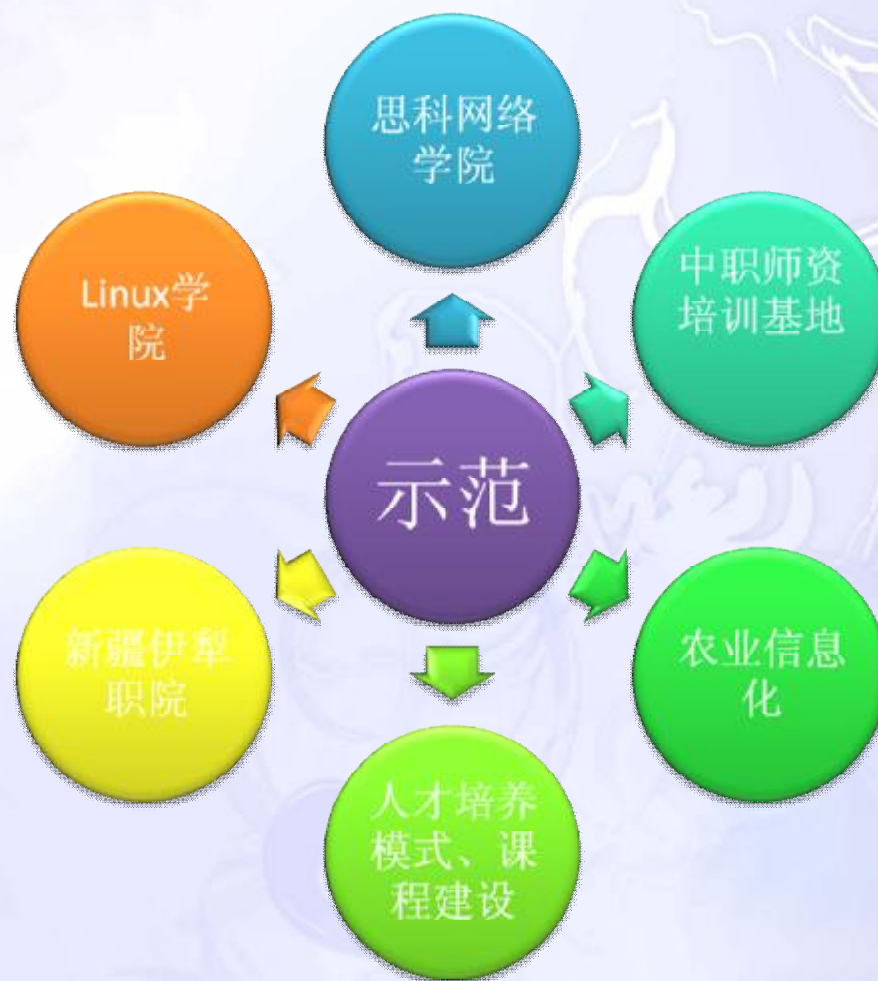 思科网络
学院
Linux学
院
中职师资
培训基地
示范
新疆伊犁
职院
农业信息
化
人才培养
模式、课
程建设